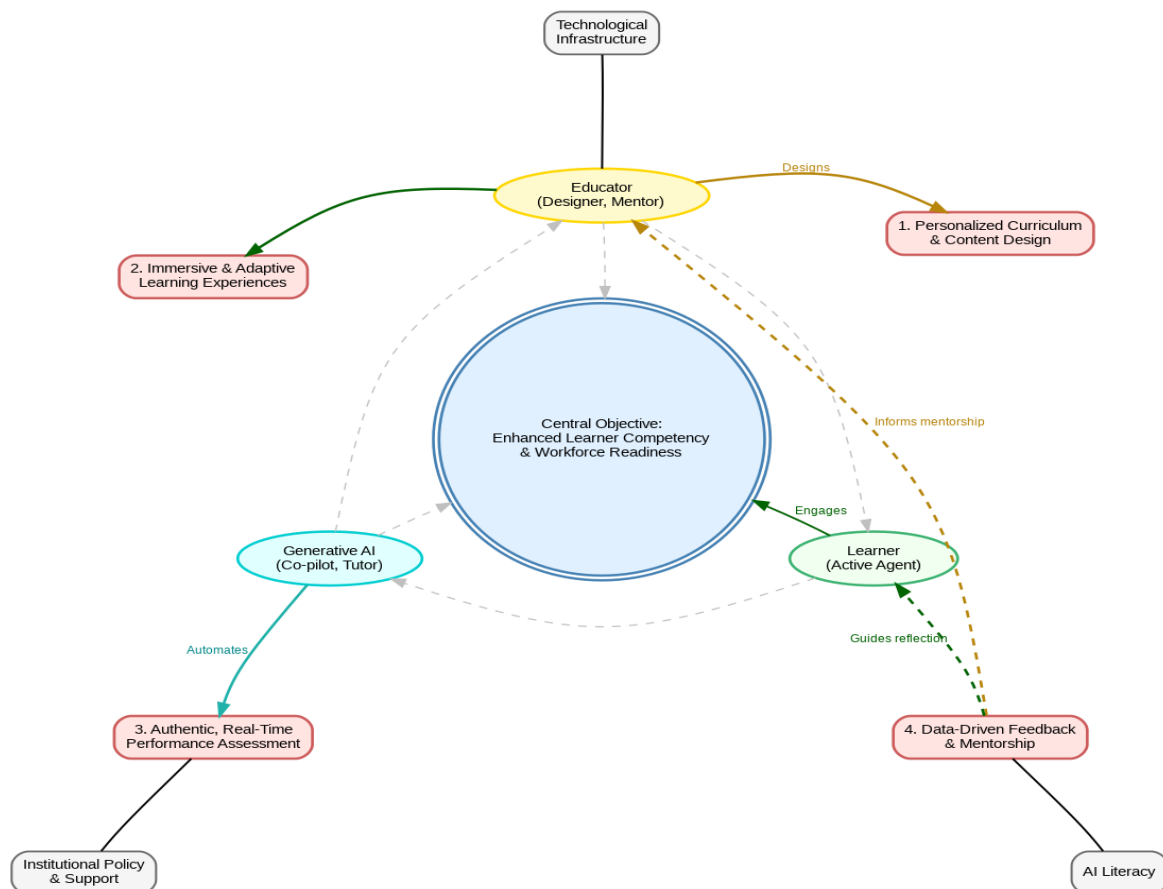 Technological
Infrastructure
Designs
Educator
(Designer, Mentor)
1. Personalized Curriculum
& Content Design
2. Immersive & Adaptive
Learning Experiences
Informs mentorship
Central Objective:
Enhanced Learner Competency
& Workforce Readiness
Engages
Generative AI
(Co-pilot, Tutor)
Learner
(Active Agent)
Guides reflection
Automates
3. Authentic, Real-Time
Performance Assessment
4. Data-Driven Feedback
& Mentorship
Institutional Policy
& Support
AI Literacy